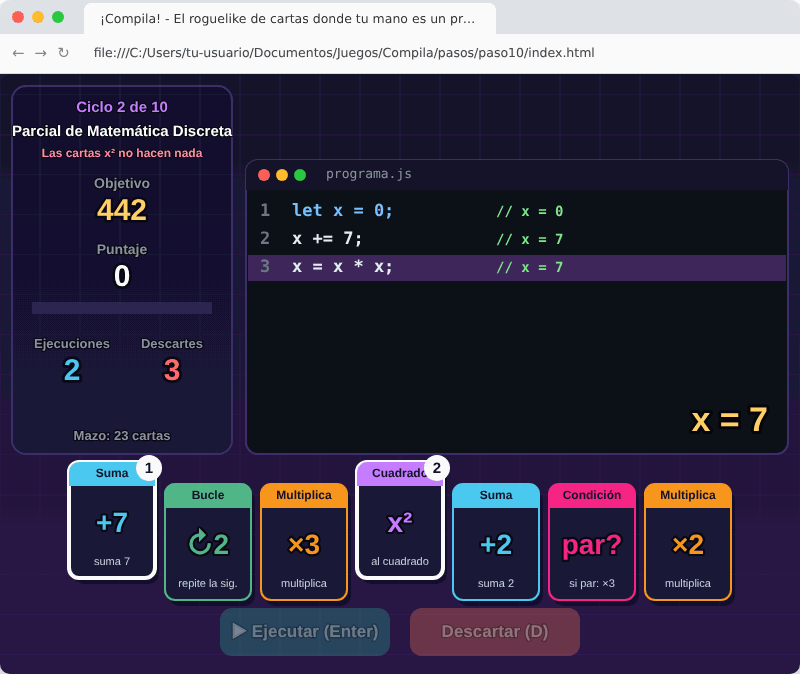 ¡Compila! - El roguelike de cartas donde tu mano es un pr...
← → ↻ file:///C:/Users/tu-usuario/Documentos/Juegos/Compila/pasos/paso10/index.html
Ciclo 2 de 10
Parcial de Matemática Discreta
Las cartas x² no hacen nada
Objetivo
442
Puntaje
0
Ejecuciones Descartes
2 3
Mazo: 23 cartas
programa.js
1 let x = 0; // x = 0
2 x += 7; // x = 7
3 x = x * x; // x = 7
x = 7
Suma 1
+7
suma 7
Bucle
↻2
repite la sig.
Multiplica
×3
multiplica
Cuadrado 2
x²
al cuadrado
Suma
+2
suma 2
Condición
par?
si par: ×3
Multiplica
×2
multiplica
▶ Ejecutar (Enter)
Descartar (D)